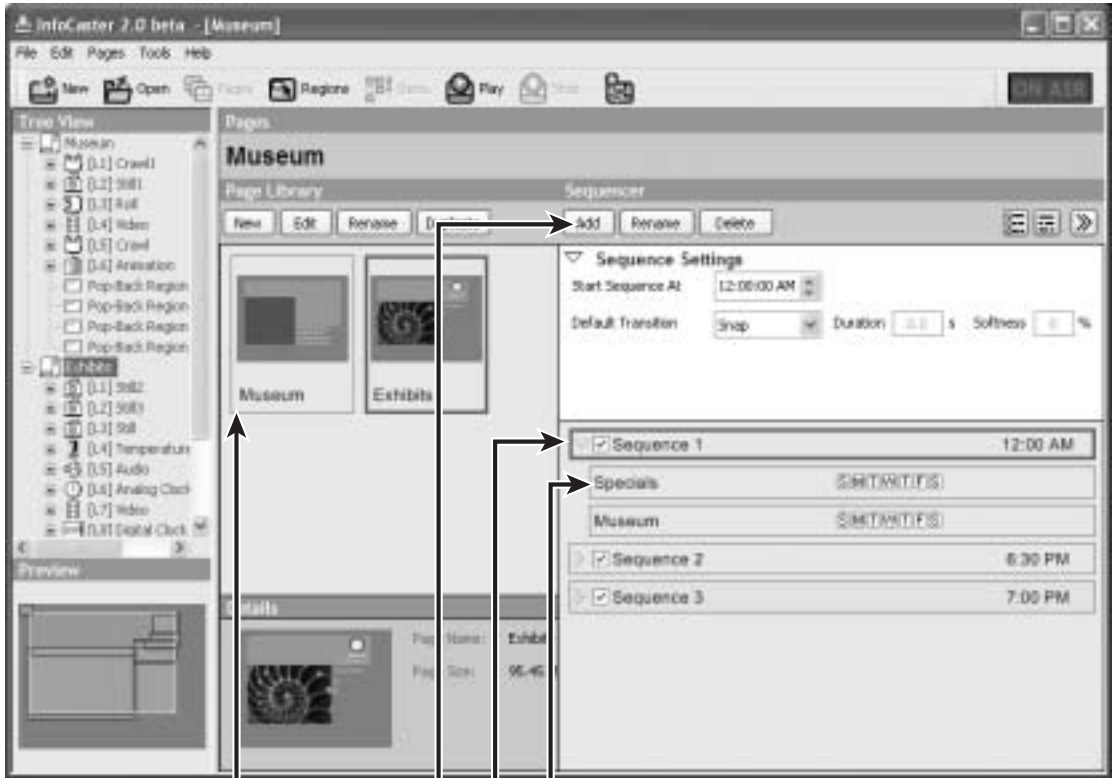 InfoCaster 2.0 beta - [Museum]
File Edit Pages Tools Help
New Open Pages Regions Items Play Stop
ON AIR
Tree View
Museum
[L1] Crawl1
[L2] Still1
[L3] Roll
[L4] Video
[L5] Crawl
[L6] Animation
Pop-Back Region
Pop-Back Region
Pop-Back Region
Pop-Back Region
Exhibits
[L1] Still2
[L2] Still3
[L3] Still
[L4] Temperature
[L5] Audio
[L6] Analog Clock
[L7] Video
[L8] Digital Clock
Preview
Pages
Museum
Page Library
New Edit Rename Duplicate
Museum
Exhibits
Details
Page Name: Exhibit
Page Size: 95.45
Sequencer
Add Rename Delete
Sequence Settings
Start Sequence At 12:00:00 AM
Default Transition Snap Duration s Softness %
Sequence 1 12:00 AM
Specials S M T W T F S
Museum S M T W T F S
Sequence 2 6:30 PM
Sequence 3 7:00 PM